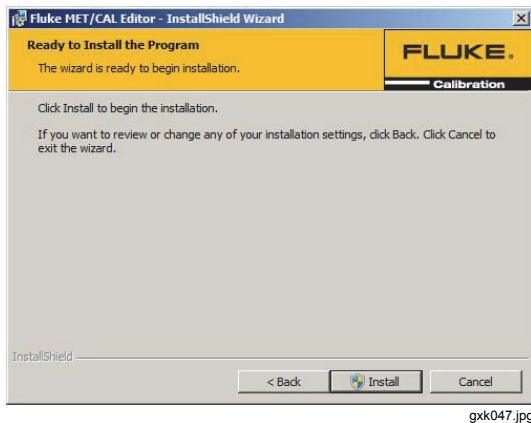 Fluke MET/CAL Editor - InstallShield Wizard
Ready to Install the Program
The wizard is ready to begin installation.
FLUKE®
Calibration
Click Install to begin the installation.
If you want to review or change any of your installation settings, click Back. Click Cancel to
exit the wizard.
InstallShield
< Back
Install
Cancel
gxk047.jpg